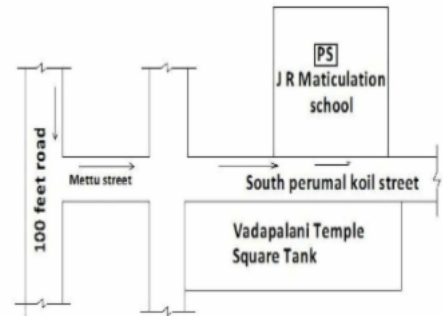 PS
J R Maticulation
school
100 feet road
Mettu street
South perumal koil street
Vadapalani Temple
Square Tank